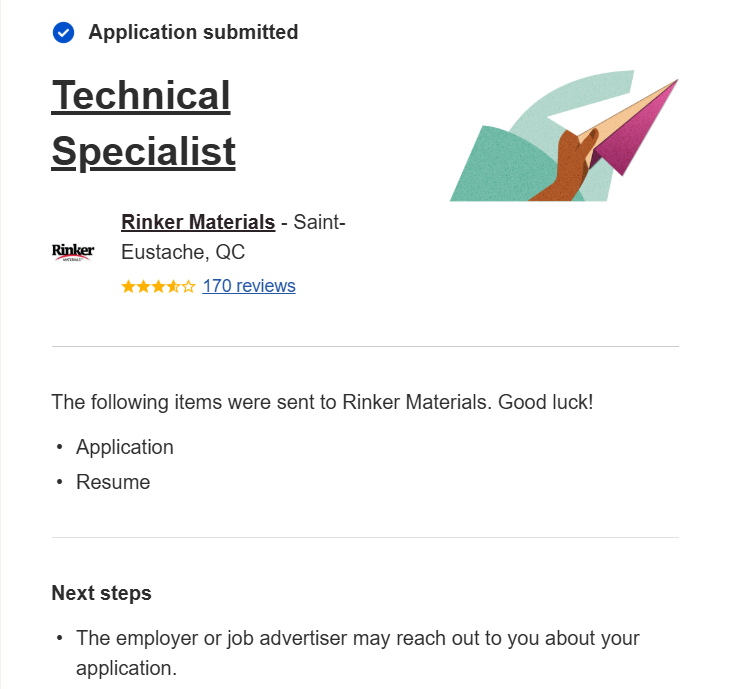 Application submitted
Technical
Specialist
Rinker Materials - Saint-
Eustache, QC
Rinker
MATERIALS
170 reviews
The following items were sent to Rinker Materials. Good luck!
• Application
• Resume
Next steps
• The employer or job advertiser may reach out to you about your
application.